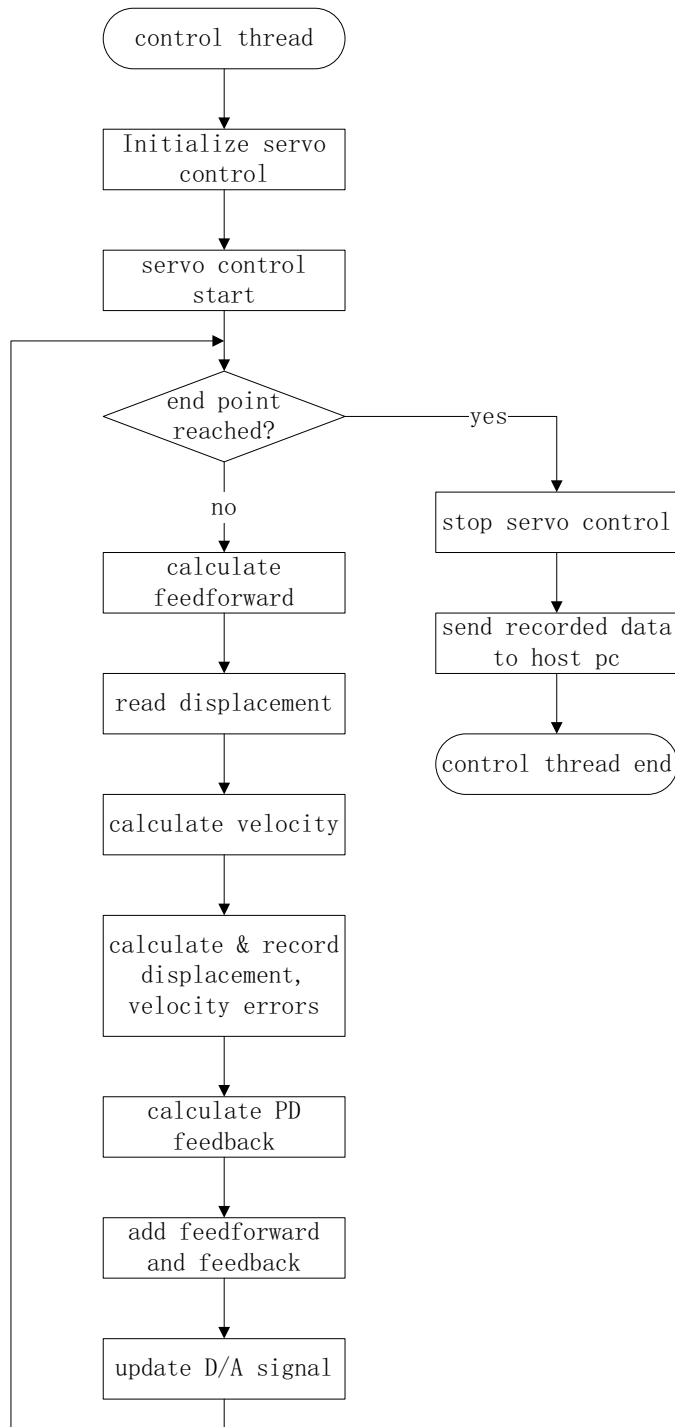 control thread
Initialize servo
control
servo control
start
end point
reached?
yes
no
stop servo control
calculate
feedforward
send recorded data
to host pc
read displacement
control thread end
calculate velocity
calculate & record
displacement,
velocity errors
calculate PD
feedback
add feedforward
and feedback
update D/A signal